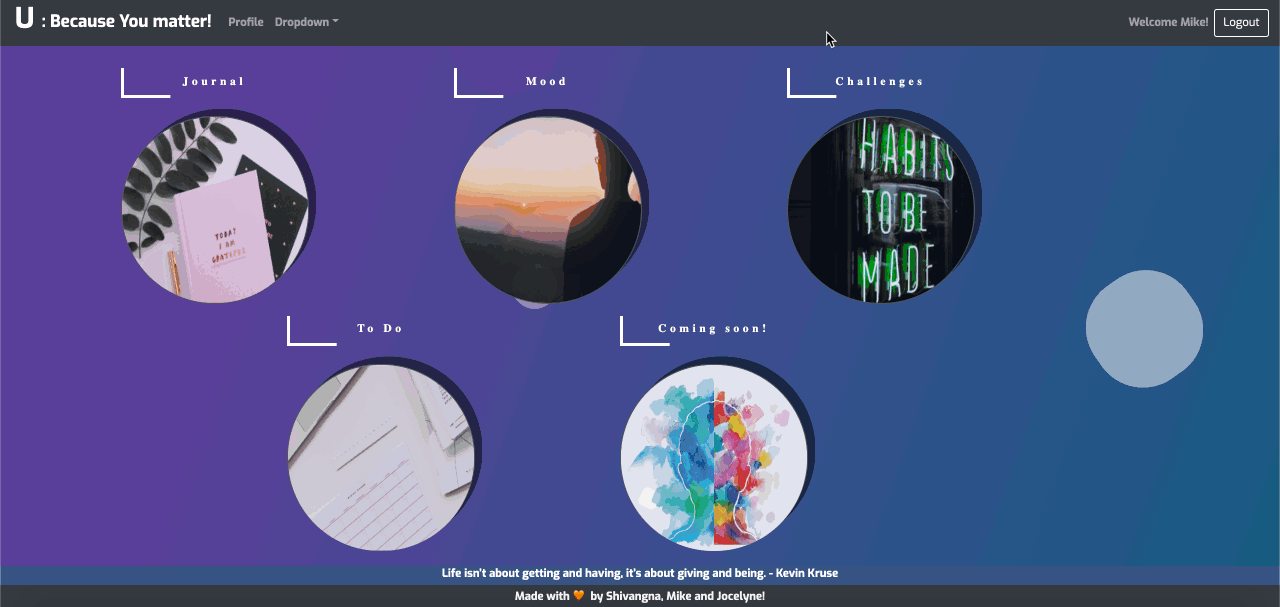 U : Because You matter! Profile Dropdown Welcome Mike! Logout
Journal Mood Challenges
TODAY
I AM
GRATEFUL
HABITS
TO BE
MADE
To Do Coming soon!
Life isn't about getting and having, it's about giving and being. - Kevin Kruse
Made with 🧡 by Shivangna, Mike and Jocelyne!